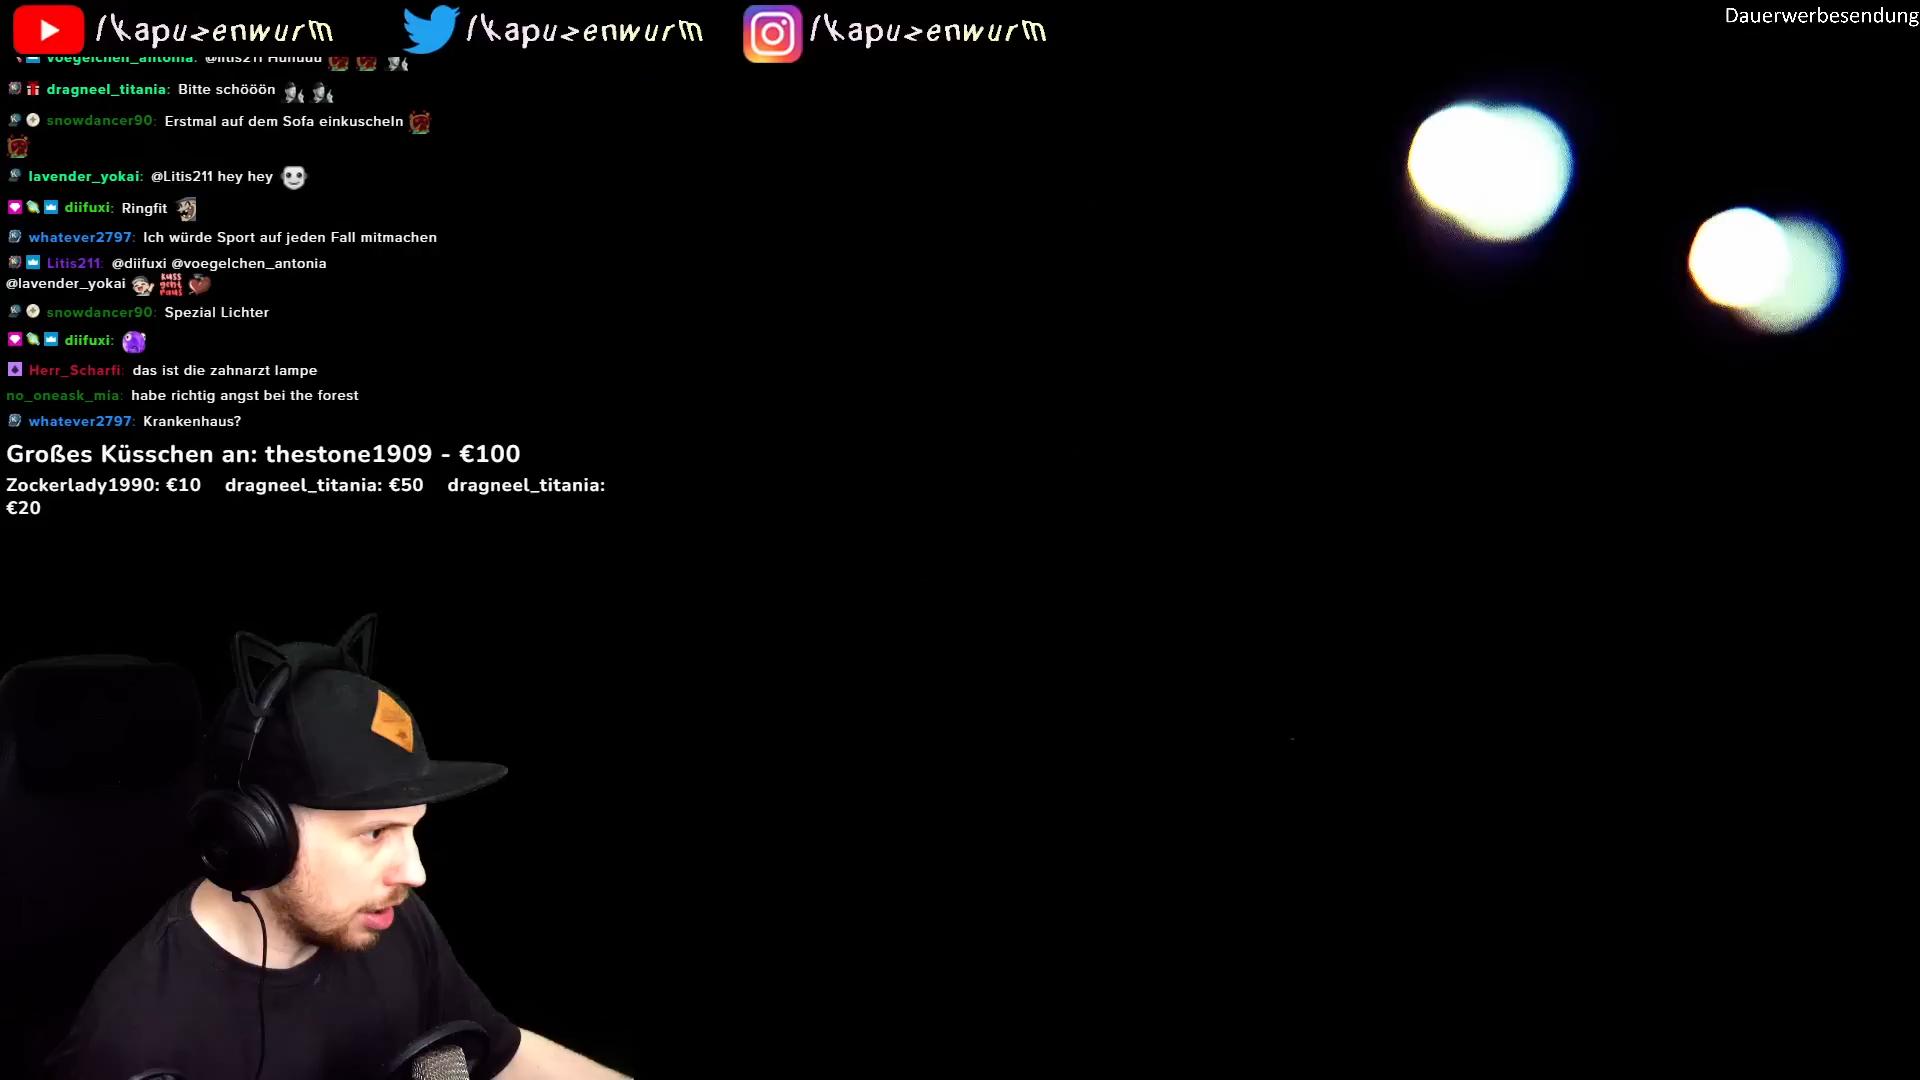 /kapuzenwurm /kapuzenwurm /kapuzenwurm
Dauerwerbesendung
voegelchen_antonia: @litis211 Huhuuu
dragneel_titania: Bitte schööön
snowdancer90: Erstmal auf dem Sofa einkuscheln
lavender_yokai: @Litis211 hey hey
diifuxi: Ringfit
whatever2797: Ich würde Sport auf jeden Fall mitmachen
Litis211: @diifuxi @voegelchen_antonia
@lavender_yokai
snowdancer90: Spezial Lichter
diifuxi:
Herr_Scharfi: das ist die zahnarzt lampe
no_oneask_mia: habe richtig angst bei the forest
whatever2797: Krankenhaus?
Großes Küsschen an: thestone1909 - €100
Zockerlady1990: €10 dragneel_titania: €50 dragneel_titania:
€20